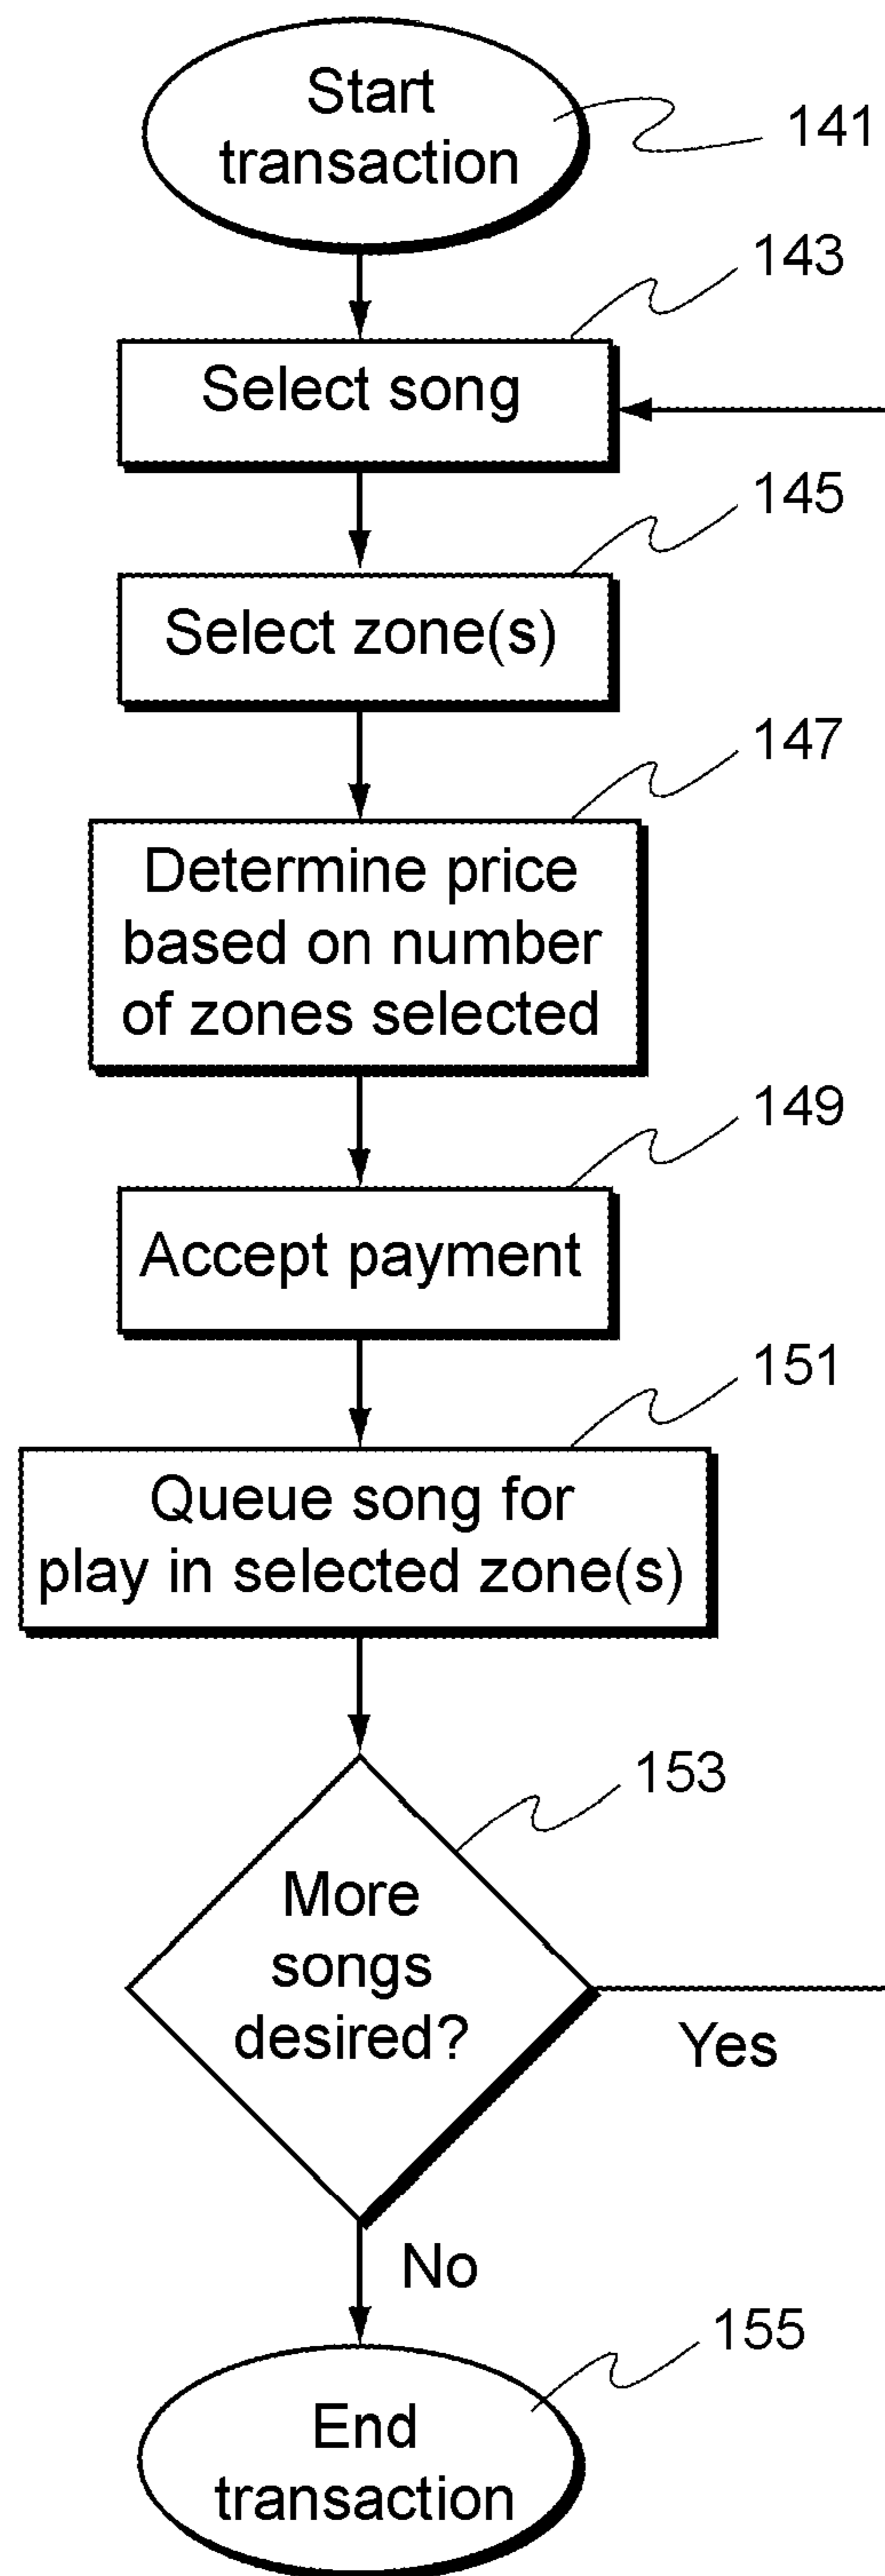 Start
transaction
141
143
Select song
145
Select zone(s)
147
Determine price
based on number
of zones selected
149
Accept payment
151
Queue song for
play in selected zone(s)
153
More
songs
desired?
Yes
No
155
End
transaction